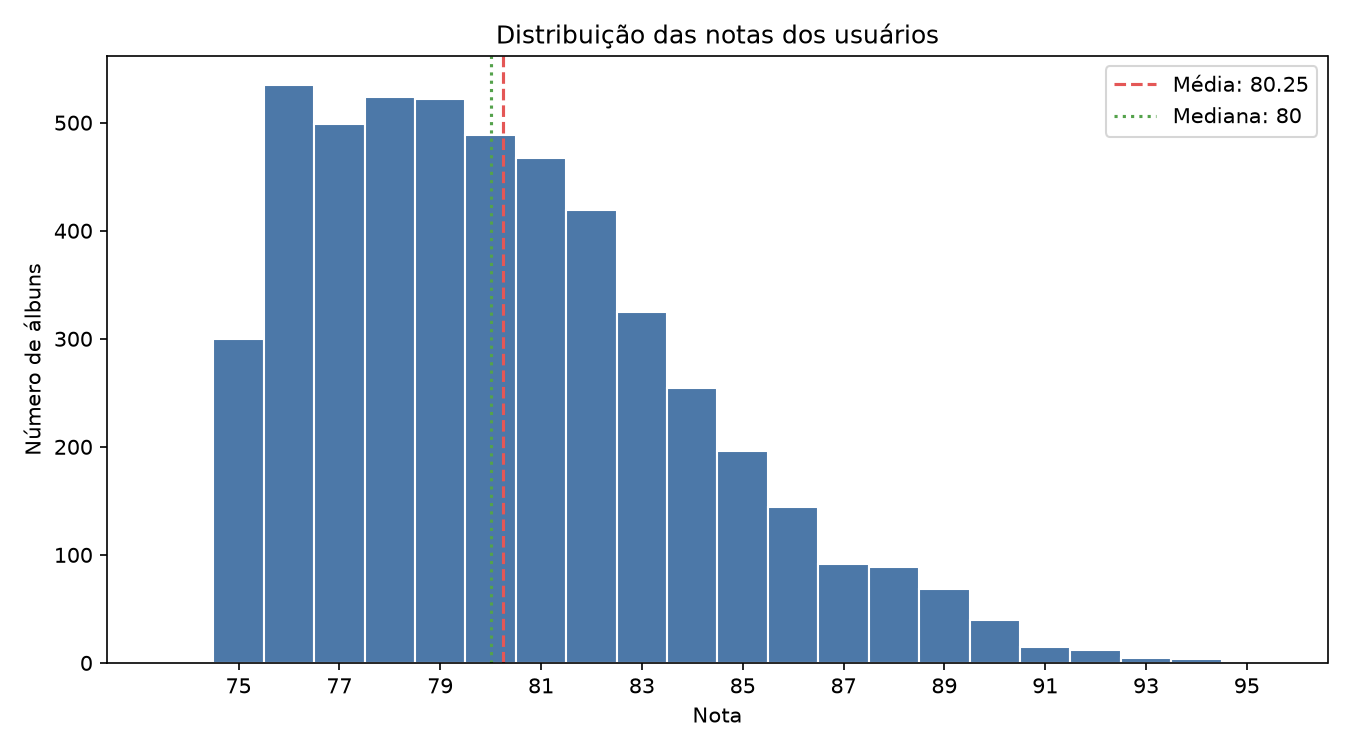 Distribuição das notas dos usuários
Média: 80.25
Mediana: 80
Número de álbuns
500
400
300
200
100
0
75 77 79 81 83 85 87 89 91 93 95
Nota